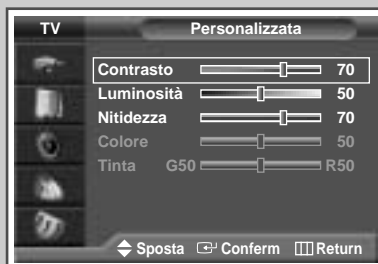 TV Personalizzata
Contrasto 70
Luminosità 50
Nitidezza 70
Colore 50
Tinta G50 R50
Sposta Conferm Return